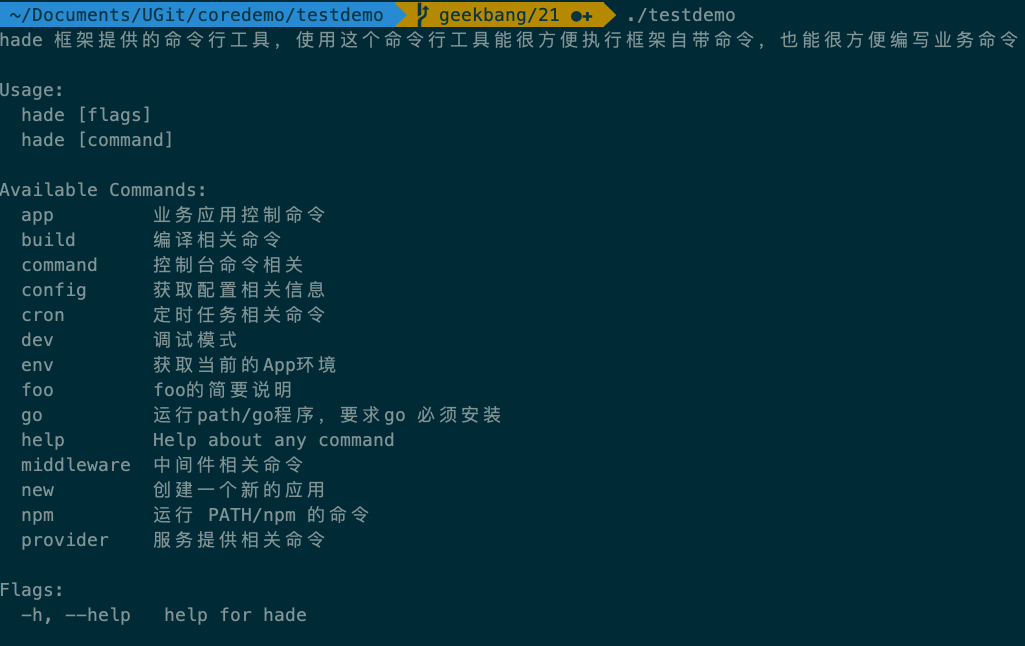 ~/Documents/UGit/coredemo/testdemo geekbang/21 ●+ ./testdemo
hade 框架提供的命令行工具，使用这个命令行工具能很方便执行框架自带命令，也能很方便编写业务命令
Usage:
hade [flags]
hade [command]
Available Commands:
app 业务应用控制命令
build 编译相关命令
command 控制台命令相关
config 获取配置相关信息
cron 定时任务相关命令
dev 调试模式
env 获取当前的App环境
foo foo的简要说明
go 运行path/go程序，要求go 必须安装
help Help about any command
middleware 中间件相关命令
new 创建一个新的应用
npm 运行 PATH/npm 的命令
provider 服务提供相关命令
Flags:
-h, --help help for hade